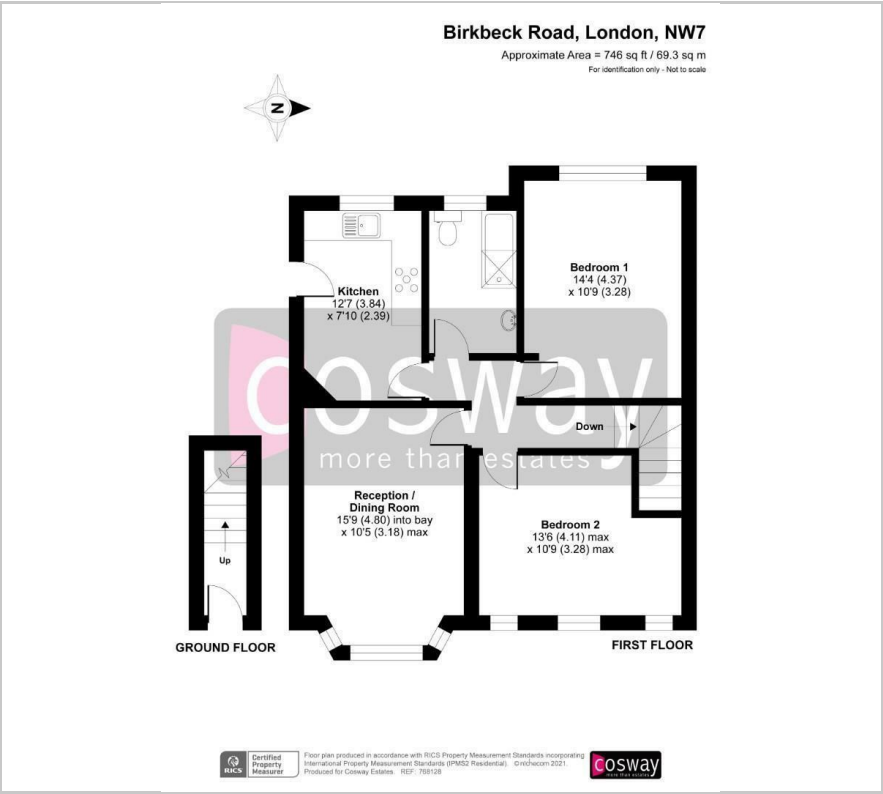 Birkbeck Road, London, NW7
Approximate Area = 746 sq ft / 69.3 sq m
For identification only - Not to scale
N
Kitchen
12'7 (3.84)
x 7'10 (2.39)
Bedroom 1
14'4 (4.37)
x 10'9 (3.28)
cosway
more than estates
Down
Reception /
Dining Room
15'9 (4.80) into bay
x 10'5 (3.18) max
Bedroom 2
13'6 (4.11) max
x 10'9 (3.28) max
Up
GROUND FLOOR
FIRST FLOOR
RICS
Certified
Property
Measurer
Floor plan produced in accordance with RICS Property Measurement Standards incorporating
International Property Measurement Standards (IPMS2 Residential). © nichecom 2021.
Produced for Cosway Estates. REF: 768128
cosway
more than estates